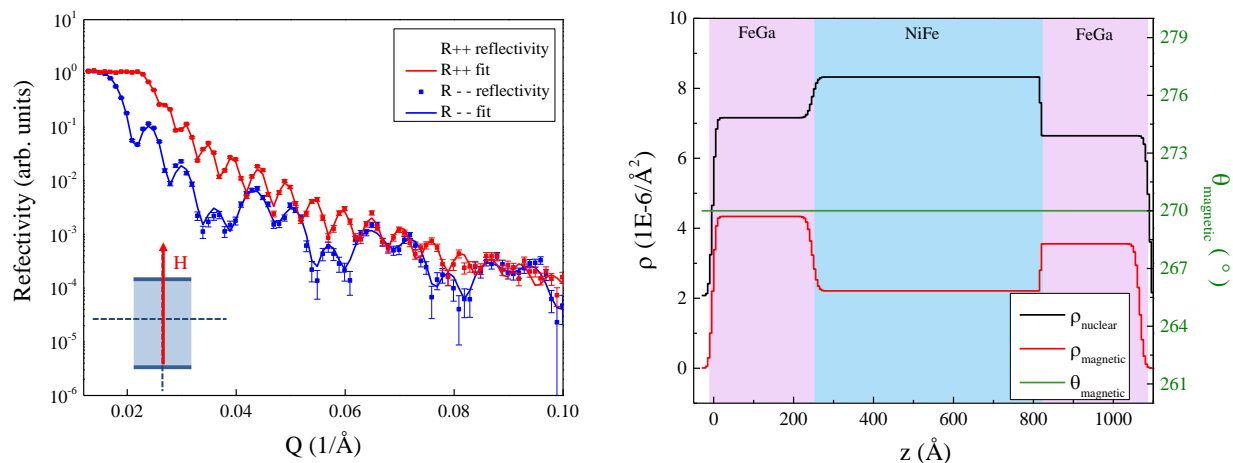 Refectivity (arb. units)
10^1
10^0
10^-1
10^-2
10^-3
10^-4
10^-5
10^-6
R++ reflectivity
R++ fit
R - - reflectivity
R - - fit
H
0.02 0.04 0.06 0.08 0.10
Q (1/Å)
ρ (1E-6/Å^2)
10
8
6
4
2
0
FeGa NiFe FeGa
ρ_nuclear
ρ_magnetic
θ_magnetic
0 200 400 600 800 1000
z (Å)
279
276
273
270
267
264
261
θ_magnetic (°)